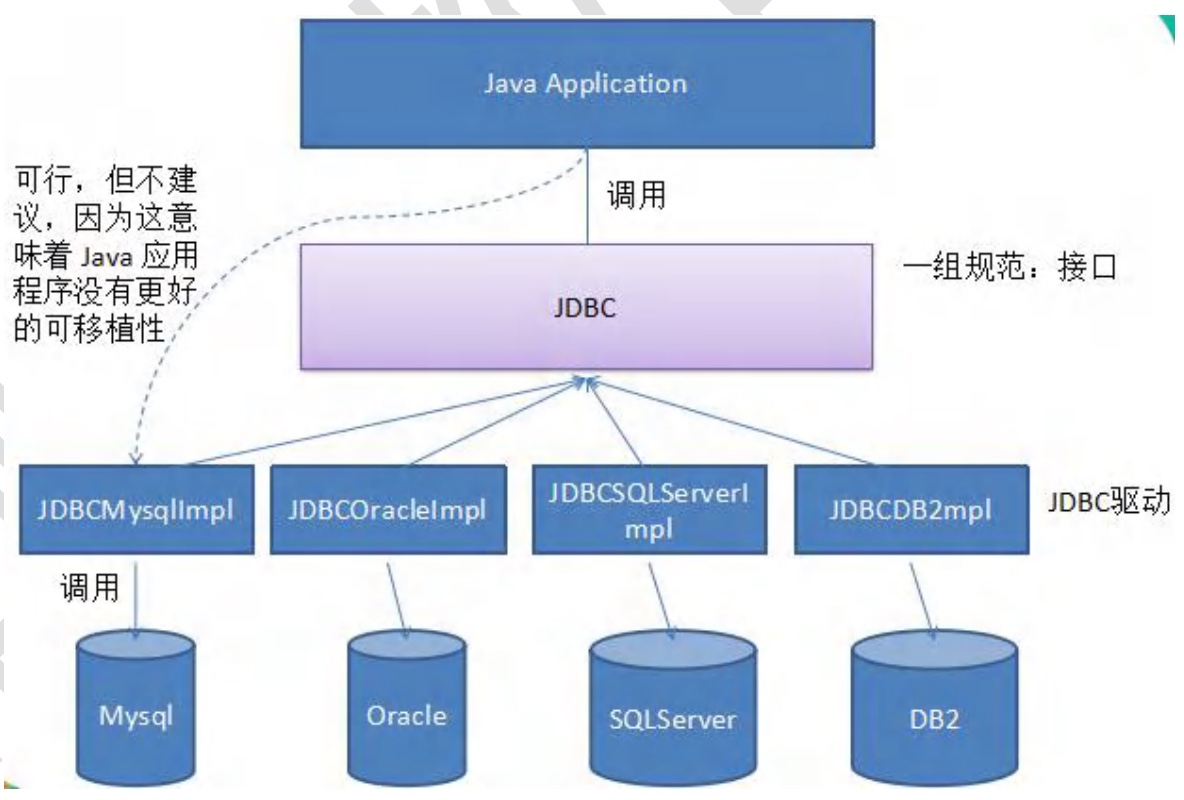 Java Application
可行，但不建
议，因为这意
味着 Java 应用
程序没有更好
的可移植性
调用
JDBC
一组规范：接口
JDBCMysqlImpl
JDBCOracleImpl
JDBCSQLServerI
mpl
JDBCDB2mpl
JDBC驱动
调用
Mysql
Oracle
SQLServer
DB2